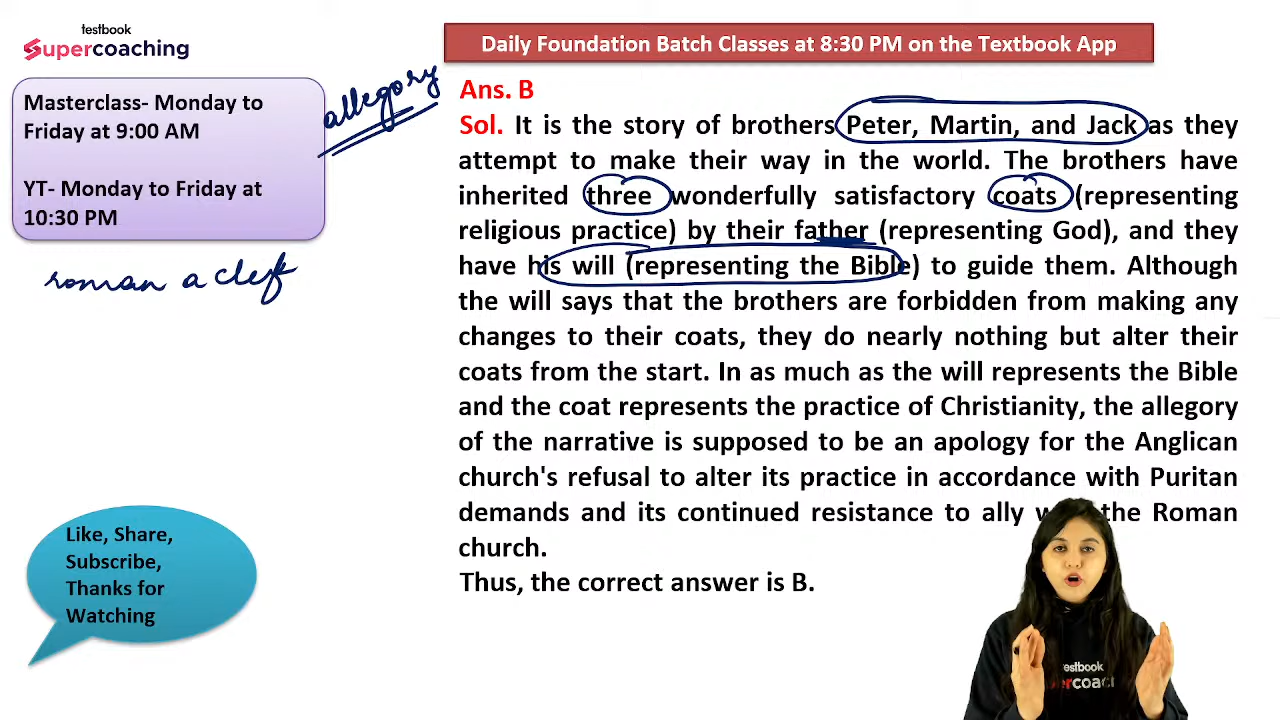 testbook
Supercoaching
Daily Foundation Batch Classes at 8:30 PM on the Textbook App
Masterclass- Monday to
Friday at 9:00 AM
YT- Monday to Friday at
10:30 PM
allegory
roman a clef
Ans. B
Sol. It is the story of brothers Peter, Martin, and Jack as they
attempt to make their way in the world. The brothers have
inherited three wonderfully satisfactory coats (representing
religious practice) by their father (representing God), and they
have his will (representing the Bible) to guide them. Although
the will says that the brothers are forbidden from making any
changes to their coats, they do nearly nothing but alter their
coats from the start. In as much as the will represents the Bible
and the coat represents the practice of Christianity, the allegory
of the narrative is supposed to be an apology for the Anglican
church's refusal to alter its practice in accordance with Puritan
demands and its continued resistance to ally the Roman
church.
Thus, the correct answer is B.
Like, Share,
Subscribe,
Thanks for
Watching
testbook